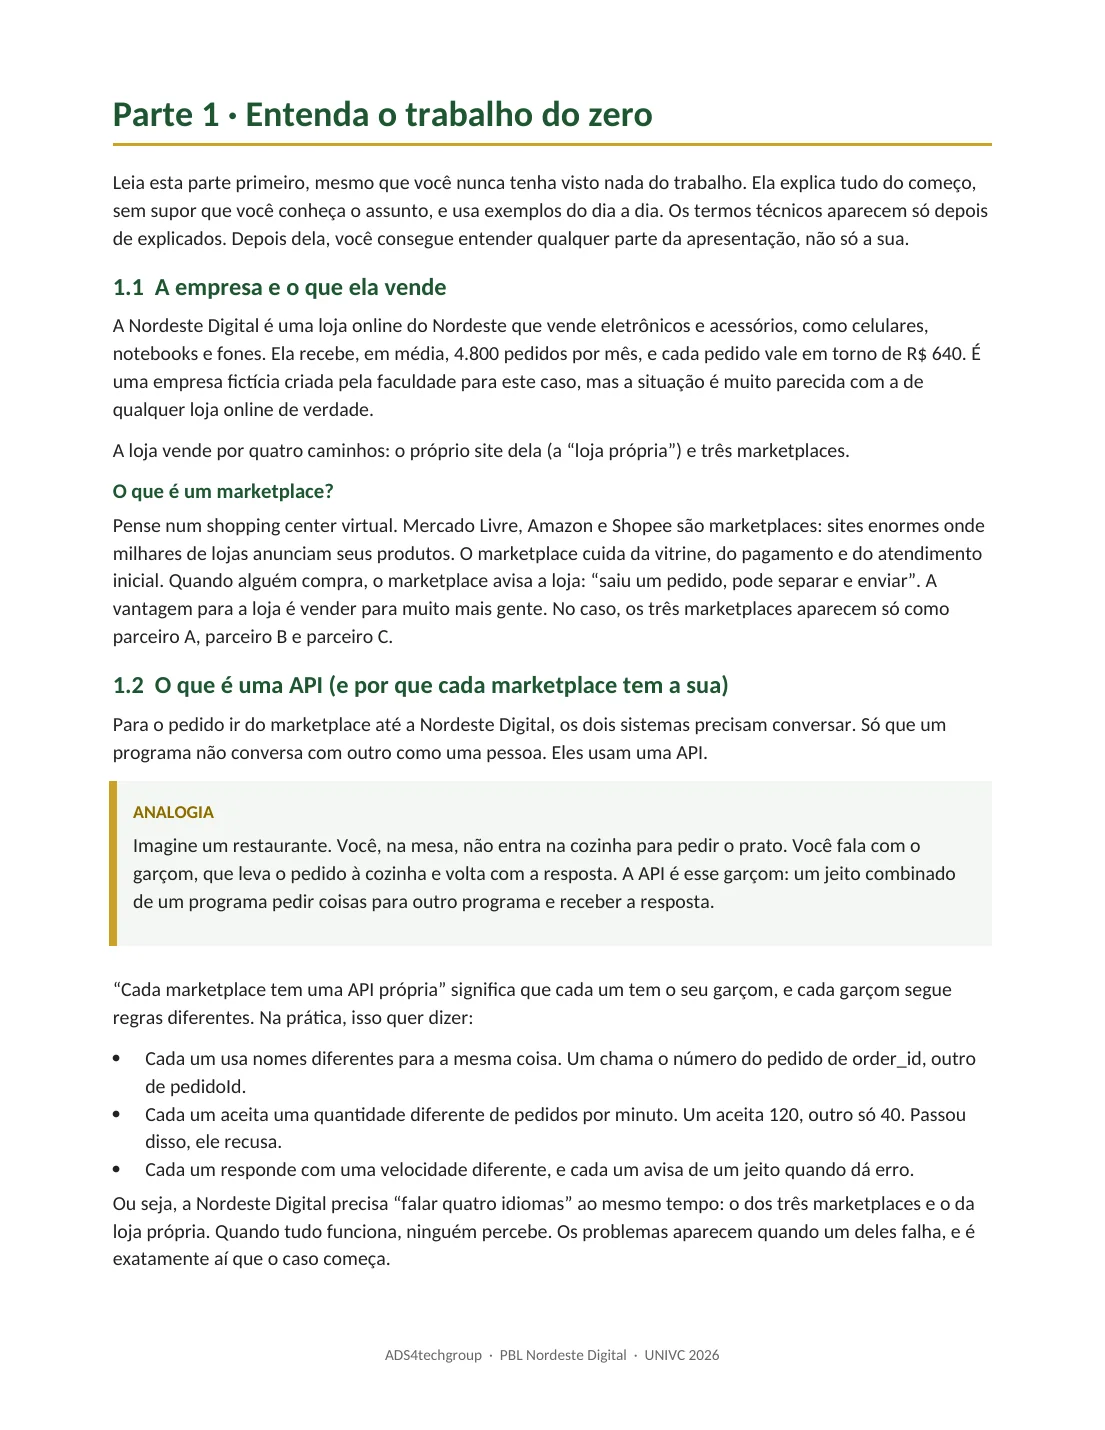 Parte 1 · Entenda o trabalho do zero
Leia esta parte primeiro, mesmo que você nunca tenha visto nada do trabalho. Ela explica tudo do começo,
sem supor que você conheça o assunto, e usa exemplos do dia a dia. Os termos técnicos aparecem só depois
de explicados. Depois dela, você consegue entender qualquer parte da apresentação, não só a sua.
1.1 A empresa e o que ela vende
A Nordeste Digital é uma loja online do Nordeste que vende eletrônicos e acessórios, como celulares,
notebooks e fones. Ela recebe, em média, 4.800 pedidos por mês, e cada pedido vale em torno de R$ 640. É
uma empresa fictícia criada pela faculdade para este caso, mas a situação é muito parecida com a de
qualquer loja online de verdade.
A loja vende por quatro caminhos: o próprio site dela (a “loja própria”) e três marketplaces.
O que é um marketplace?
Pense num shopping center virtual. Mercado Livre, Amazon e Shopee são marketplaces: sites enormes onde
milhares de lojas anunciam seus produtos. O marketplace cuida da vitrine, do pagamento e do atendimento
inicial. Quando alguém compra, o marketplace avisa a loja: “saiu um pedido, pode separar e enviar”. A
vantagem para a loja é vender para muito mais gente. No caso, os três marketplaces aparecem só como
parceiro A, parceiro B e parceiro C.
1.2 O que é uma API (e por que cada marketplace tem a sua)
Para o pedido ir do marketplace até a Nordeste Digital, os dois sistemas precisam conversar. Só que um
programa não conversa com outro como uma pessoa. Eles usam uma API.
ANALOGIA
Imagine um restaurante. Você, na mesa, não entra na cozinha para pedir o prato. Você fala com o
garçom, que leva o pedido à cozinha e volta com a resposta. A API é esse garçom: um jeito combinado
de um programa pedir coisas para outro programa e receber a resposta.
“Cada marketplace tem uma API própria” significa que cada um tem o seu garçom, e cada garçom segue
regras diferentes. Na prática, isso quer dizer:
• Cada um usa nomes diferentes para a mesma coisa. Um chama o número do pedido de order_id, outro
de pedidoId.
• Cada um aceita uma quantidade diferente de pedidos por minuto. Um aceita 120, outro só 40. Passou
disso, ele recusa.
• Cada um responde com uma velocidade diferente, e cada um avisa de um jeito quando dá erro.
Ou seja, a Nordeste Digital precisa “falar quatro idiomas” ao mesmo tempo: o dos três marketplaces e o da
loja própria. Quando tudo funciona, ninguém percebe. Os problemas aparecem quando um deles falha, e é
exatamente aí que o caso começa.
ADS4techgroup · PBL Nordeste Digital · UNIVC 2026